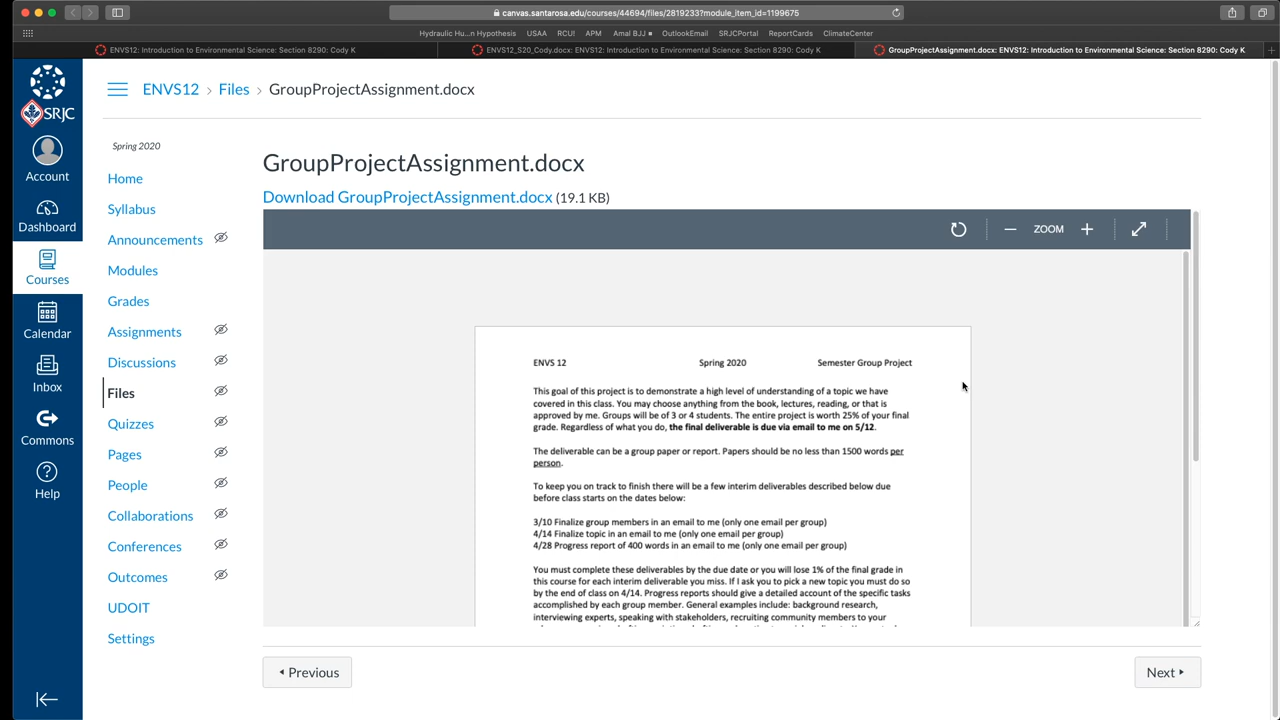 canvas.santarosa.edu/courses/44694/files/2819233?module_item_id=1199675
Hydraulic Hu...n Hypothesis USAA RCU! APM Amal BJJ OutlookEmail SRJCPortal ReportCards ClimateCenter
ENVS12: Introduction to Environmental Science: Section 8290: Cody K
ENVS12_S20_Cody.docx: ENVS12: Introduction to Environmental Science: Section 8290: Cody K
GroupProjectAssignment.docx: ENVS12: Introduction to Environmental Science: Section 8290: Cody K
SRJC
Account
Dashboard
Courses
Calendar
Inbox
Commons
Help
ENVS12 › Files › GroupProjectAssignment.docx
Spring 2020
Home
Syllabus
Announcements
Modules
Grades
Assignments
Discussions
Files
Quizzes
Pages
People
Collaborations
Conferences
Outcomes
UDOIT
Settings
GroupProjectAssignment.docx
Download GroupProjectAssignment.docx (19.1 KB)
ZOOM
ENVS 12 Spring 2020 Semester Group Project
This goal of this project is to demonstrate a high level of understanding of a topic we have
covered in this class. You may choose anything from the book, lectures, reading, or that is
approved by me. Groups will be of 3 or 4 students. The entire project is worth 25% of your final
grade. Regardless of what you do, the final deliverable is due via email to me on 5/12.
The deliverable can be a group paper or report. Papers should be no less than 1500 words per
person.
To keep you on track to finish there will be a few interim deliverables described below due
before class starts on the dates below:
3/10 Finalize group members in an email to me (only one email per group)
4/14 Finalize topic in an email to me (only one email per group)
4/28 Progress report of 400 words in an email to me (only one email per group)
You must complete these deliverables by the due date or you will lose 1% of the final grade in
this course for each interim deliverable you miss. If I ask you to pick a new topic you must do so
by the end of class on 4/14. Progress reports should give a detailed account of the specific tasks
accomplished by each group member. General examples include: background research,
interviewing experts, speaking with stakeholders, recruiting community members to your
Previous
Next